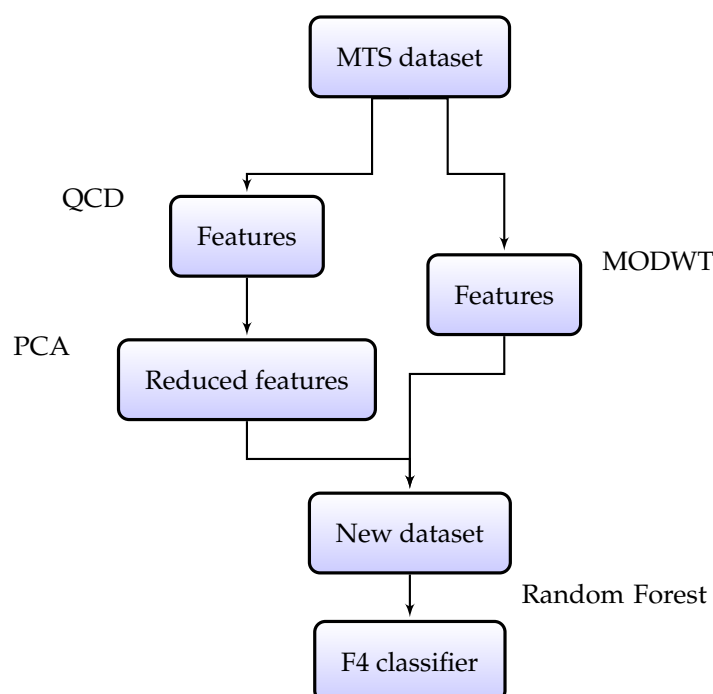 MTS dataset
QCD
Features
MODWT
Features
PCA
Reduced features
New dataset
Random Forest
F4 classifier